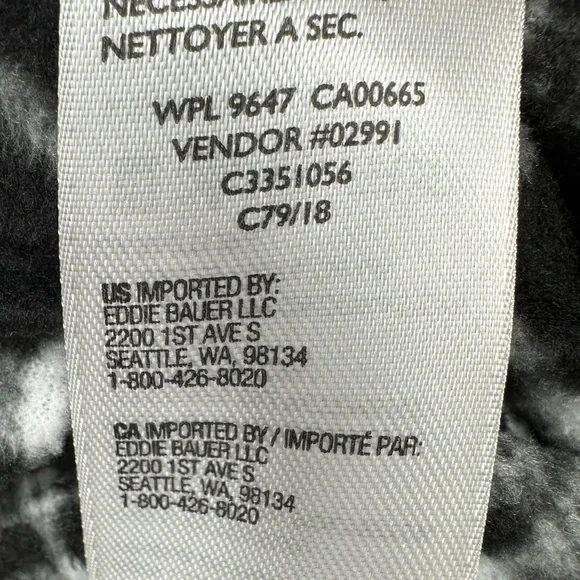 NÉCESSAIRE
NETTOYER A SEC.
WPL 9647 CA00665
VENDOR #02991
C3351056
C79/18
US IMPORTED BY:
EDDIE BAUER LLC
2200 1ST AVE S
SEATTLE, WA, 98134
1-800-426-8020
CA IMPORTED BY / IMPORTÉ PAR:
EDDIE BAUER LLC
2200 1ST AVE S
SEATTLE, WA, 98134
1-800-426-8020